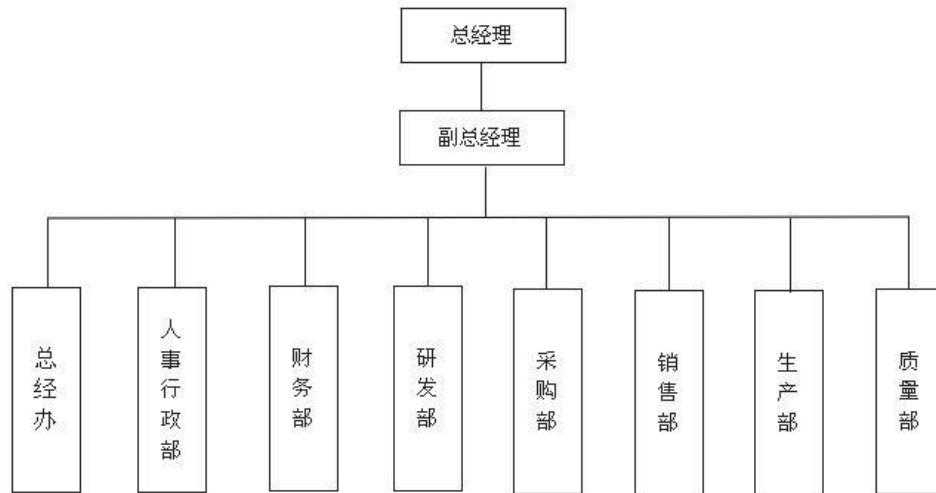 总经理
副总经理
总经办
人事行政部
财务部
研发部
采购部
销售部
生产部
质量部